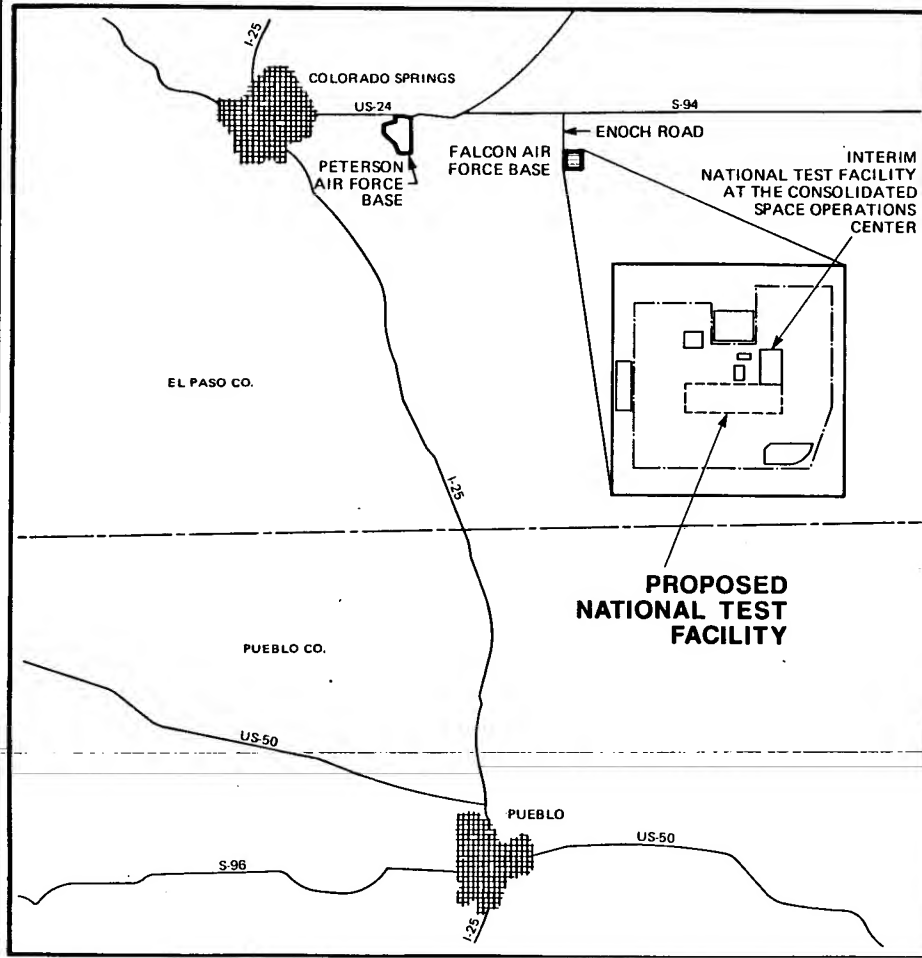 I-25
COLORADO SPRINGS
US-24
S-94
ENOCH ROAD
PETERSON
AIR FORCE
BASE
FALCON AIR
FORCE BASE
INTERIM
NATIONAL TEST FACILITY
AT THE CONSOLIDATED
SPACE OPERATIONS
CENTER
EL PASO CO.
I-25
PROPOSED
NATIONAL TEST
FACILITY
PUEBLO CO.
US-50
PUEBLO
US-50
S-96
I-25